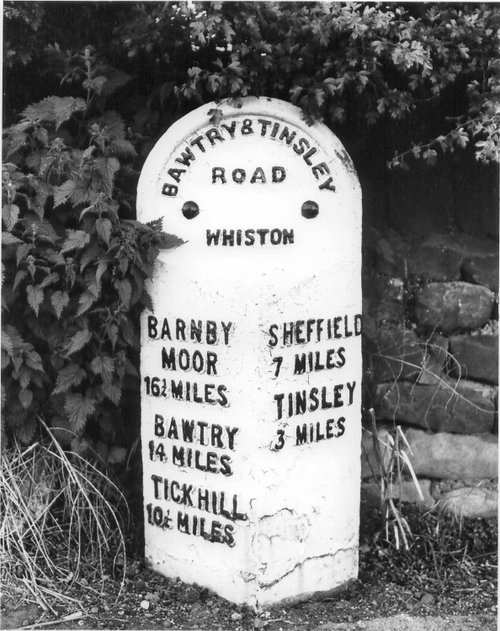 BAWTRY & TINSLEY
ROAD
WHISTON
BARNBY
MOOR
16½ MILES
BAWTRY
14 MILES
TICKHILL
10½ MILES
SHEFFIELD
7 MILES
TINSLEY
3 MILES